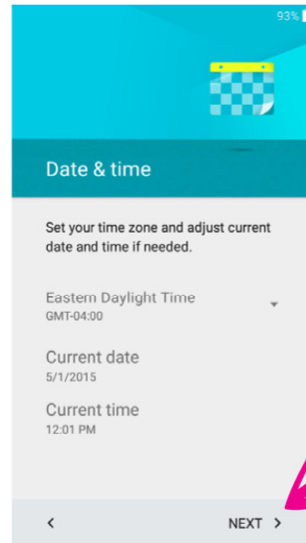 93%
Date & time
Set your time zone and adjust current
date and time if needed.
Eastern Daylight Time
GMT-04:00
Current date
5/1/2015
Current time
12:01 PM
NEXT